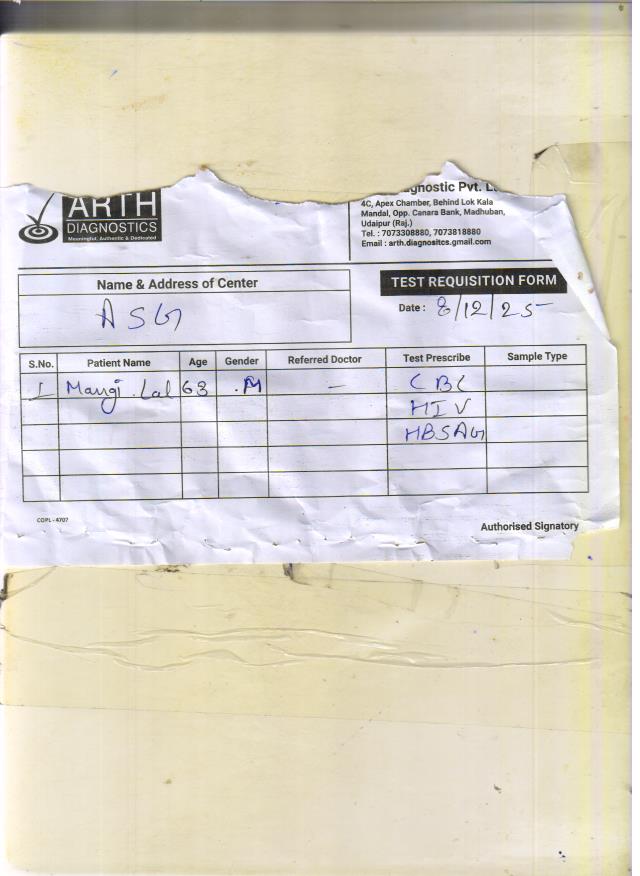 ARTH
DIAGNOSTICS
Meaningful, Authentic & Dedicated
gnostic Pvt.
4C, Apex Chamber, Behind Lok Kala
Mandal, Opp. Canara Bank, Madhuban,
Udaipur (Raj.)
Tel. : 7073308880, 7073818880
Email : arth.diagnositcs.gmail.com
Name & Address of Center
ASG
TEST REQUISITION FORM
Date : 8/12/25
S.No. Patient Name Age Gender Referred Doctor Test Prescribe Sample Type
1 Mangi Lal 63 M - CBC
HIV
HBSAG
COPL - 4707
Authorised Signatory